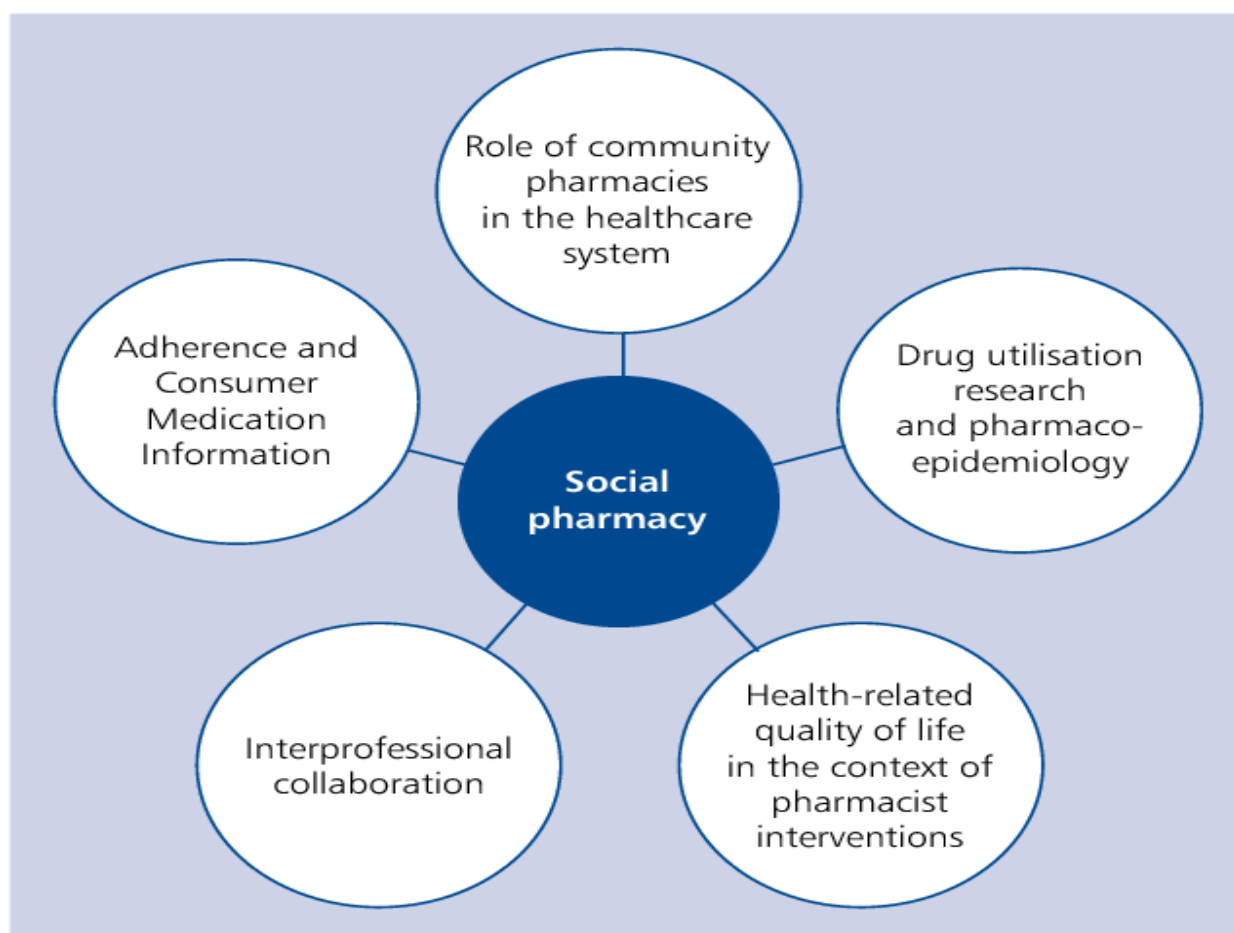 Role of community
pharmacies
in the healthcare
system
Adherence and
Consumer
Medication
Information
Drug utilisation
research
and pharmaco-
epidemiology
Social
pharmacy
Interprofessional
collaboration
Health-related
quality of life
in the context of
pharmacist
interventions